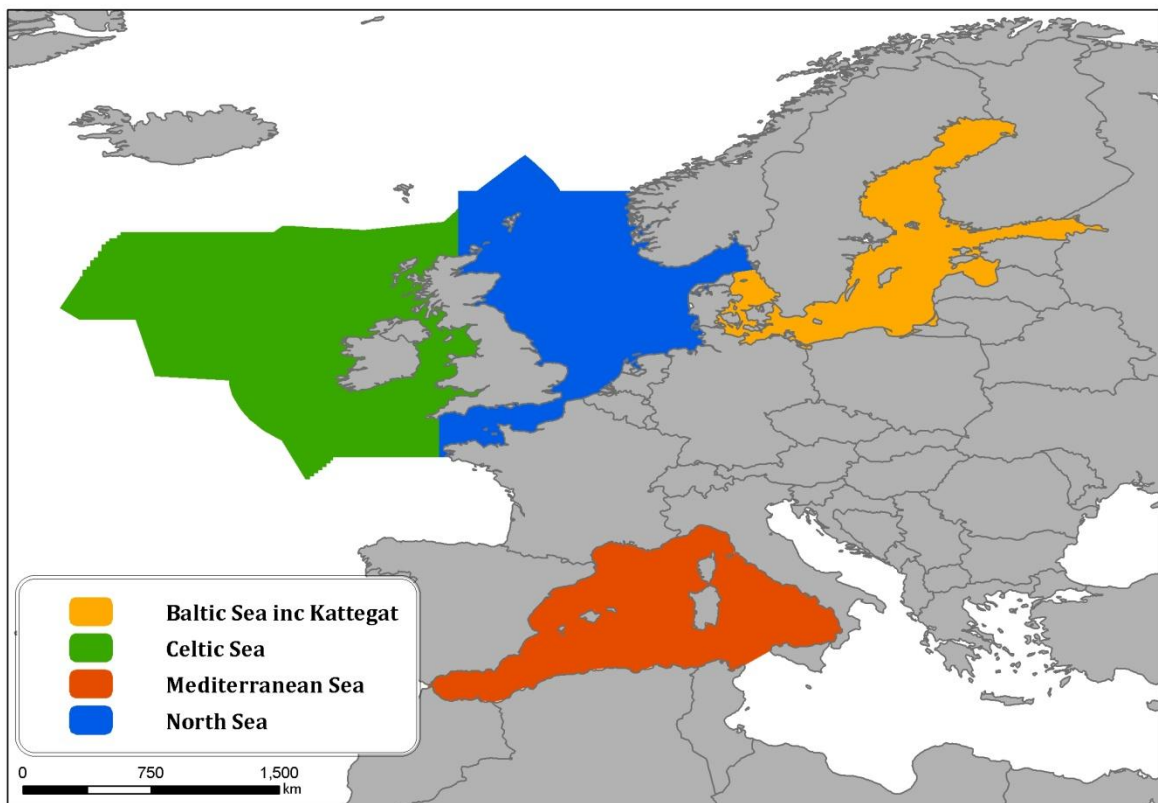 Baltic Sea inc Kattegat
Celtic Sea
Mediterranean Sea
North Sea
0 750 1,500
km